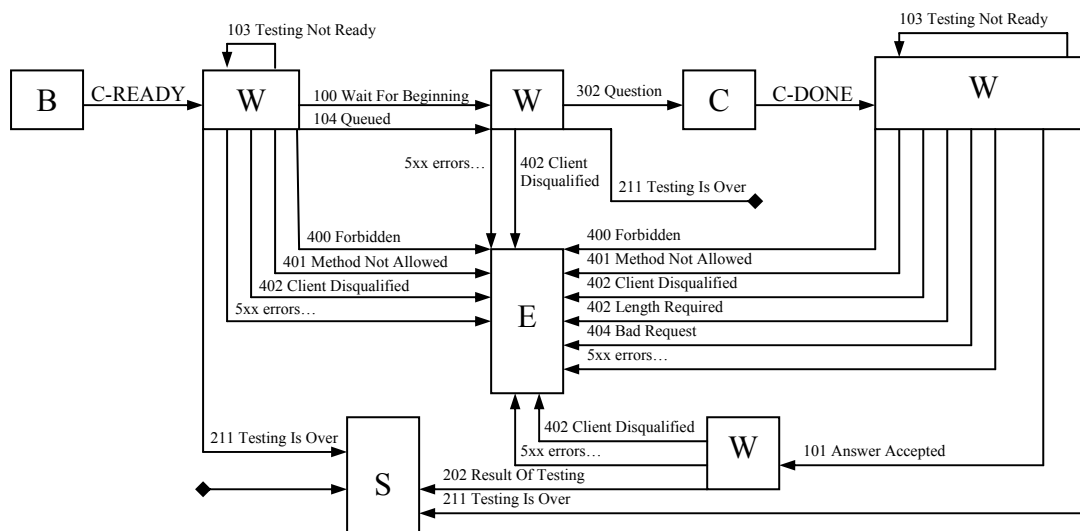 103 Testing Not Ready
103 Testing Not Ready
B
C-READY
W
100 Wait For Beginning
104 Queued
W
302 Question
C
C-DONE
W
5xx errors…
402 Client
Disqualified
211 Testing Is Over
400 Forbidden
401 Method Not Allowed
402 Client Disqualified
5xx errors…
E
400 Forbidden
401 Method Not Allowed
402 Client Disqualified
402 Length Required
404 Bad Request
5xx errors…
211 Testing Is Over
S
402 Client Disqualified
5xx errors…
W
101 Answer Accepted
202 Result Of Testing
211 Testing Is Over